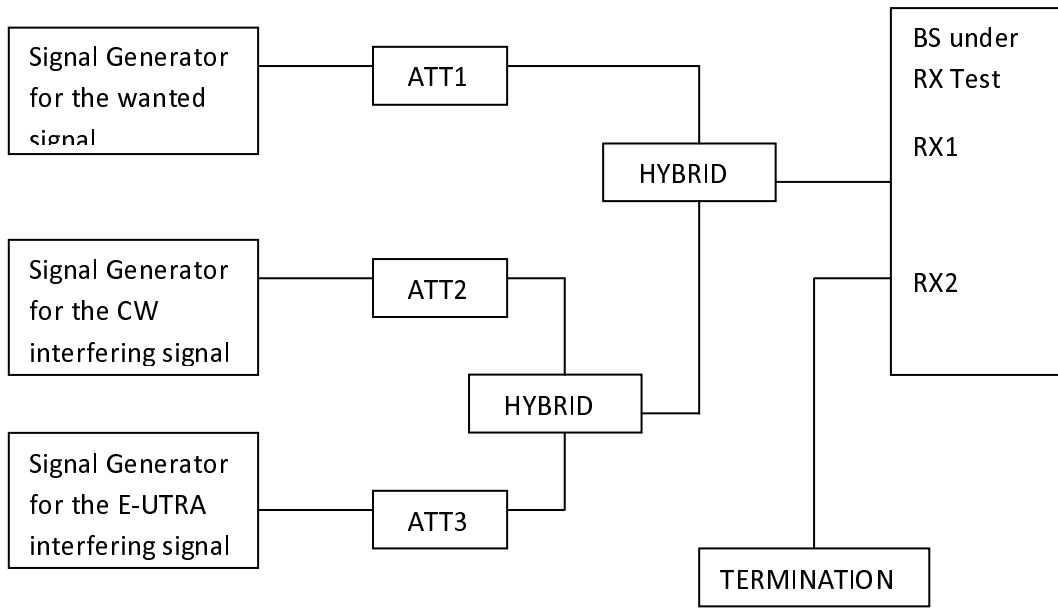 Signal Generator
for the wanted
signal
ATT1
HYBRID
BS under
RX Test
RX1
RX2
Signal Generator
for the CW
interfering signal
ATT2
HYBRID
Signal Generator
for the E-UTRA
interfering signal
ATT3
TERMINATION